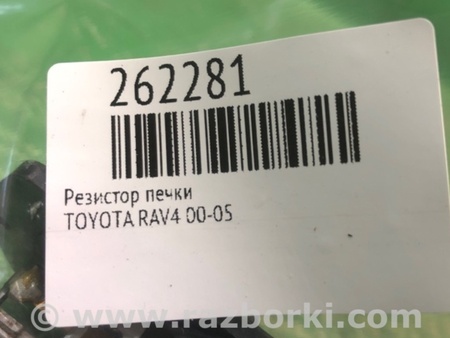 262281
Резистор печки
TOYOTA RAV4 00-05
www.razborki.com